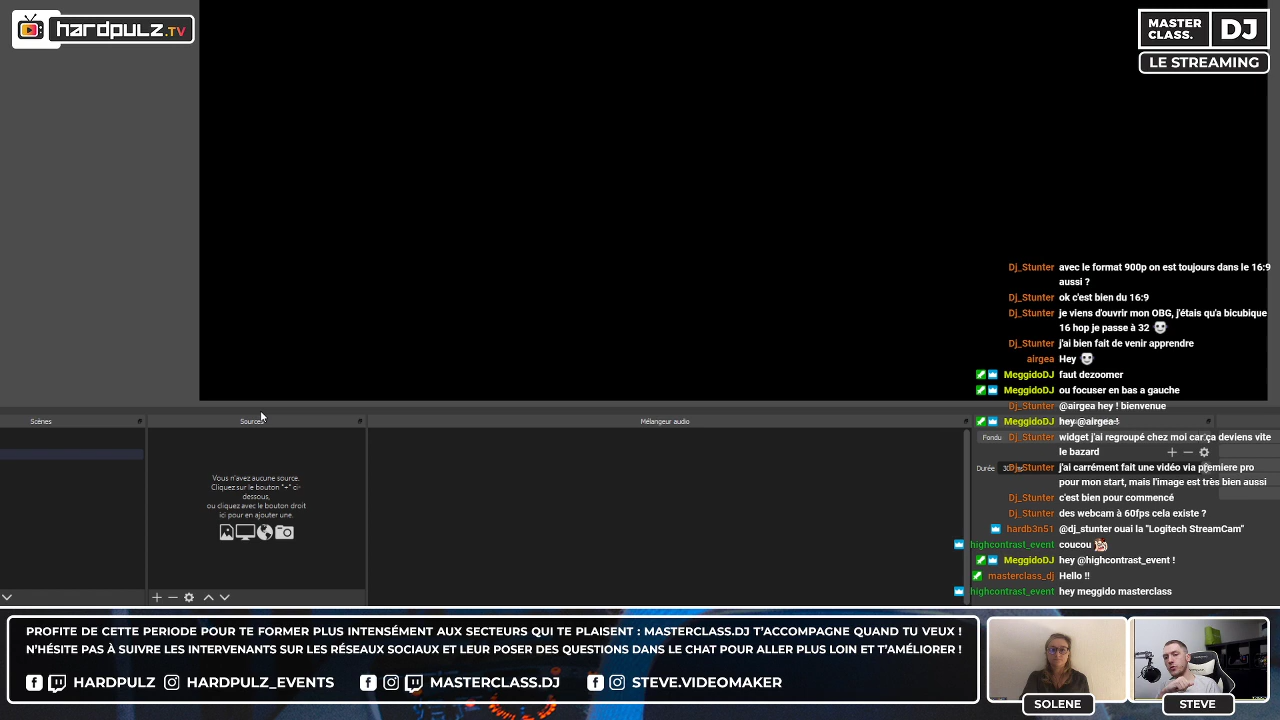 hardpulz.TV
MASTER
CLASS.
DJ
LE STREAMING
Dj_Stunter avec le format 900p on est toujours dans le 16:9
aussi ?
Dj_Stunter ok c'est bien du 16:9
Dj_Stunter je viens d'ouvrir mon OBG, j'étais qu'a bicubique
16 hop je passe à 32
Dj_Stunter j'ai bien fait de venir apprendre
airgea Hey
MeggidoDJ faut dezoomer
MeggidoDJ ou focuser en bas a gauche
Dj_Stunter @airgea hey ! bienvenue
MeggidoDJ hey @airgea !
Dj_Stunter widget j'ai regroupé chez moi car ça deviens vite
le bazard
Dj_Stunter j'ai carrément fait une vidéo via premiere pro
pour mon start, mais l'image est très bien aussi
Dj_Stunter c'est bien pour commencé
Dj_Stunter des webcam à 60fps cela existe ?
hardb3n51 @dj_stunter ouai la "Logitech StreamCam"
highcontrast_event coucou
MeggidoDJ hey @highcontrast_event !
masterclass_dj Hello !!
highcontrast_event hey meggido masterclass
Scènes
Sources
Mélangeur audio
Fondu
Durée
Vous n'avez aucune source.
Cliquez sur le bouton "+" ci-
dessous,
ou cliquez avec le bouton droit
ici pour en ajouter une.
PROFITE DE CETTE PERIODE POUR TE FORMER PLUS INTENSÉMENT AUX SECTEURS QUI TE PLAISENT : MASTERCLASS.DJ T'ACCOMPAGNE QUAND TU VEUX !
N'HÉSITE PAS À SUIVRE LES INTERVENANTS SUR LES RÉSEAUX SOCIAUX ET LEUR POSER DES QUESTIONS DANS LE CHAT POUR ALLER PLUS LOIN ET T'AMÉLIORER !
HARDPULZ HARDPULZ_EVENTS MASTERCLASS.DJ STEVE.VIDEOMAKER
SOLENE
STEVE